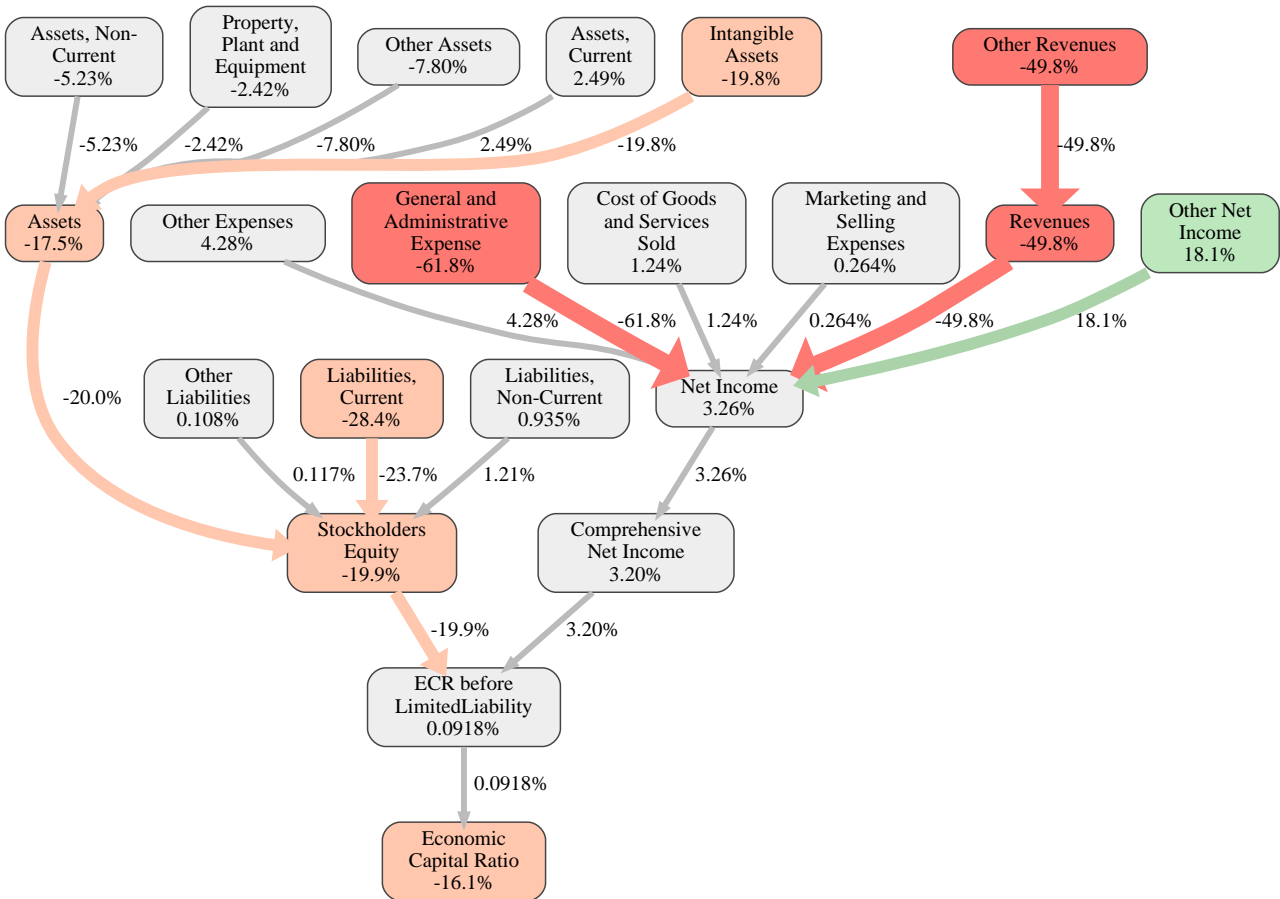 Assets, Non-
Current
-5.23%
Property,
Plant and
Equipment
-2.42%
Other Assets
-7.80%
Assets,
Current
2.49%
Intangible
Assets
-19.8%
Other Revenues
-49.8%
-5.23%
-2.42%
-7.80%
2.49%
-19.8%
-49.8%
Assets
-17.5%
Other Expenses
4.28%
General and
Administrative
Expense
-61.8%
Cost of Goods
and Services
Sold
1.24%
Marketing and
Selling
Expenses
0.264%
Revenues
-49.8%
Other Net
Income
18.1%
4.28%
-61.8%
1.24%
0.264%
-49.8%
18.1%
-20.0%
Other
Liabilities
0.108%
Liabilities,
Current
-28.4%
Liabilities,
Non-Current
0.935%
Net Income
3.26%
0.117%
-23.7%
1.21%
3.26%
Stockholders
Equity
-19.9%
Comprehensive
Net Income
3.20%
-19.9%
3.20%
ECR before
LimitedLiability
0.0918%
0.0918%
Economic
Capital Ratio
-16.1%